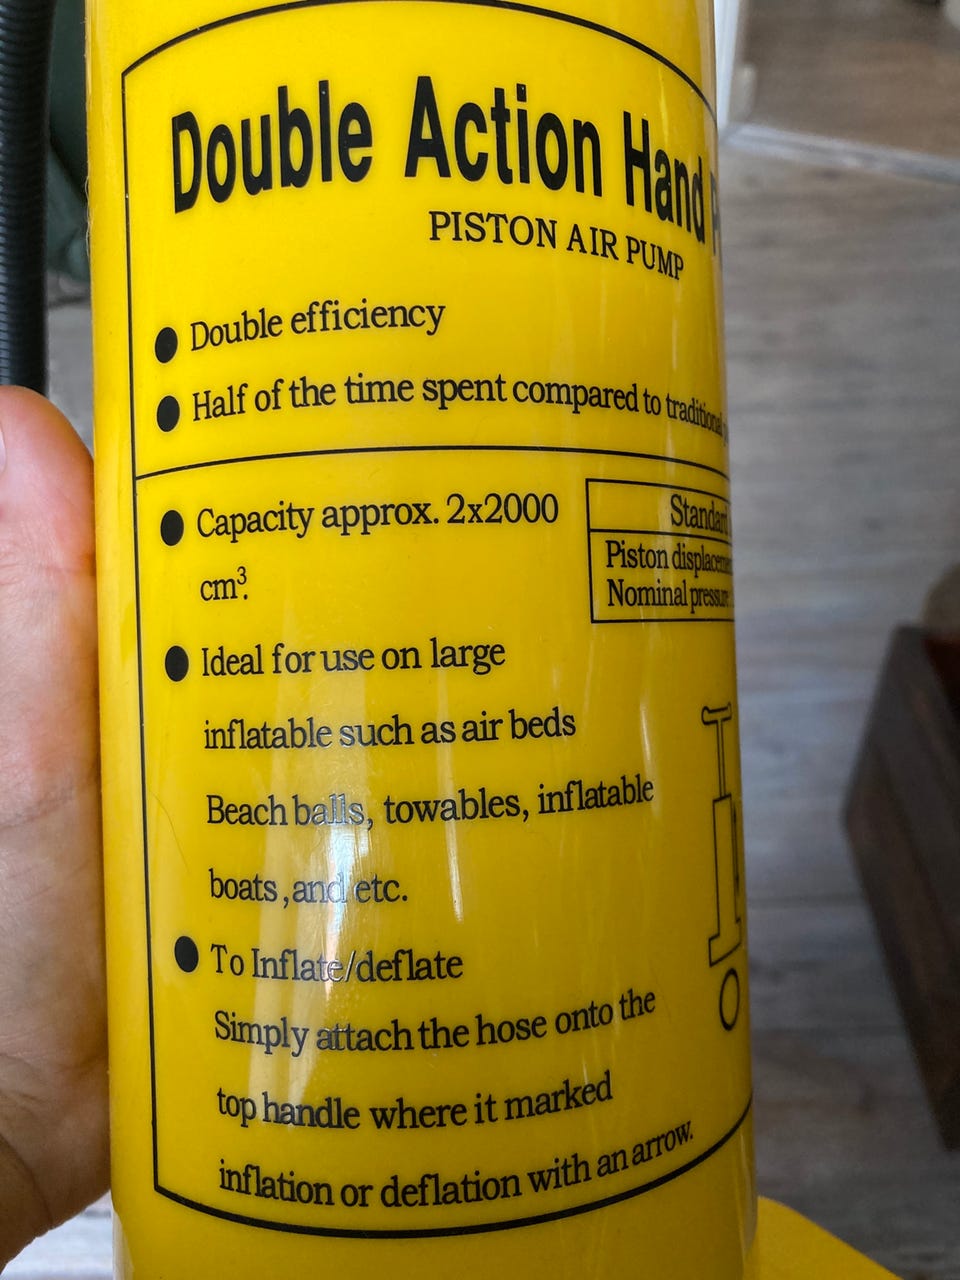 Double Action Hand
PISTON AIR PUMP
● Double efficiency
● Half of the time spent compared to traditional
● Capacity approx. 2x2000
cm³.
Standard
Piston
Nominal pressure
● Ideal for use on large
inflatable such as air beds
Beach balls, towables, inflatable
boats ,and etc.
● To Inflate/deflate
Simply attach the hose onto the
top handle where it marked
inflation or deflation with an arrow.